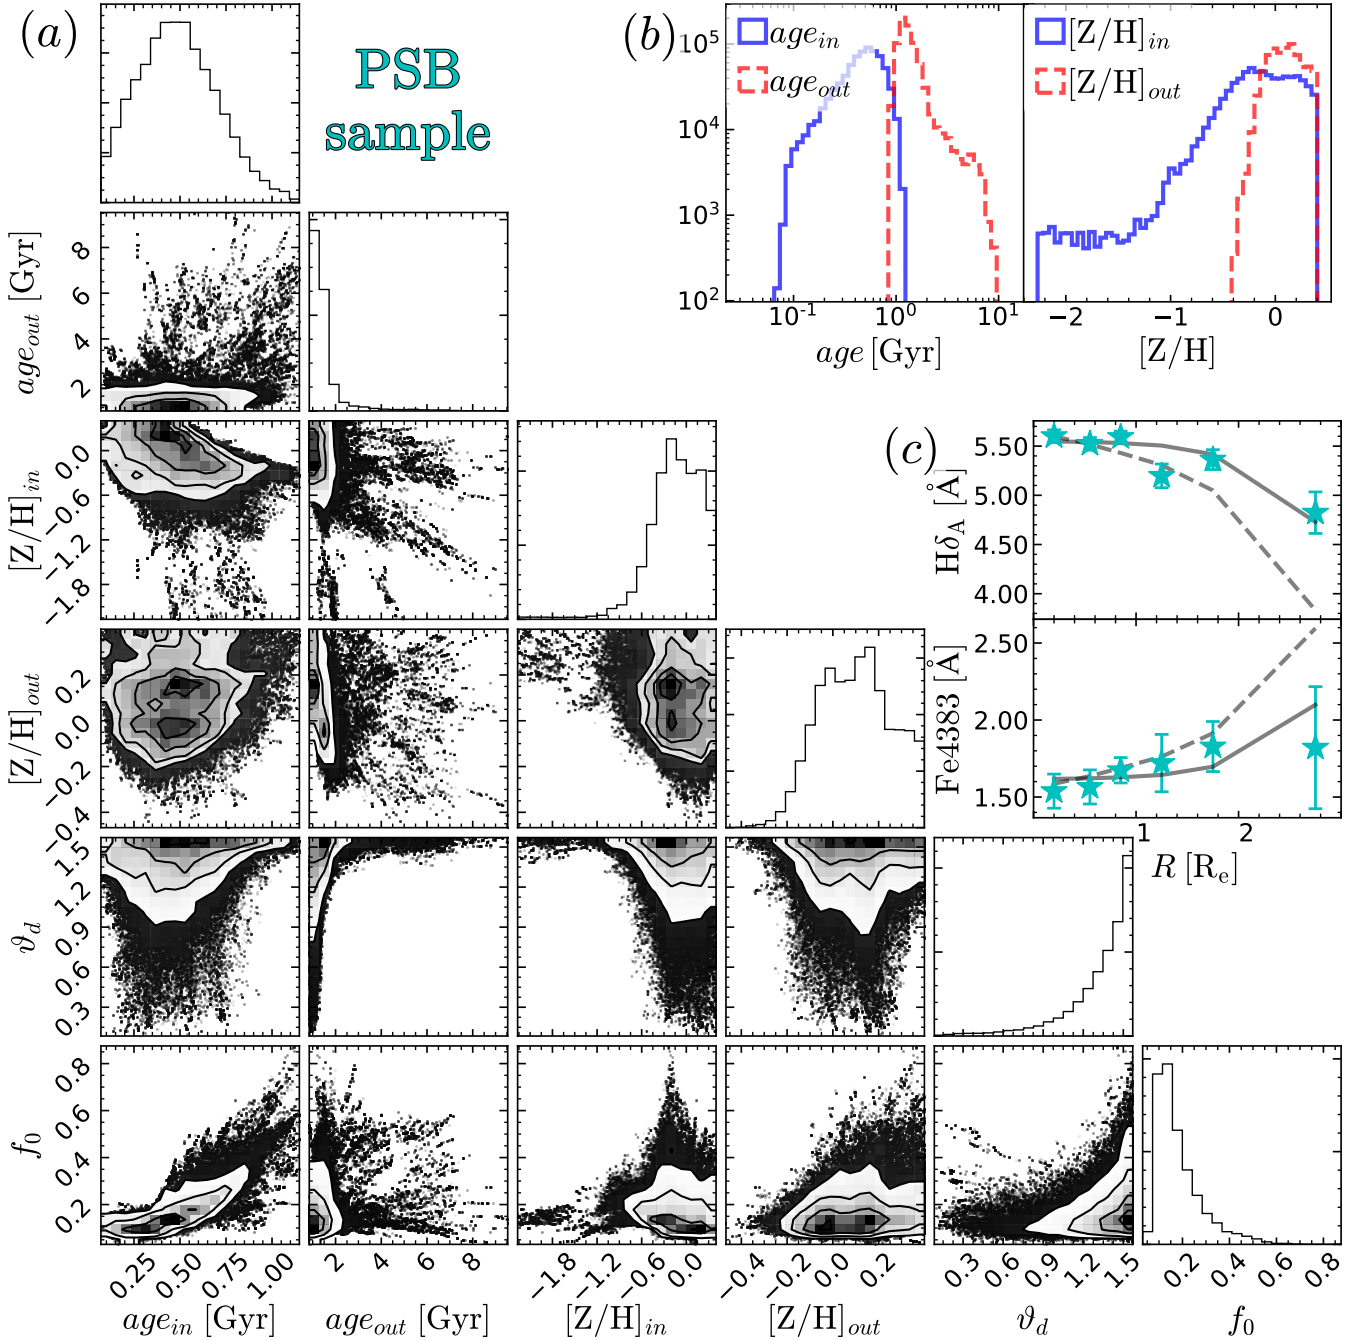 (a)
PSB
sample
(b)
age_in
age_out
[Z/H]_in
[Z/H]_out
10^5
10^4
10^3
10^2
10^-1 10^0 10^1
−2 −1 0
age [Gyr]
[Z/H]
age_out [Gyr]
8
6
4
2
[Z/H]_in
0.0
−0.6
−1.2
−1.8
(c)
Hδ_A [Å]
5.50
5.00
4.50
4.00
Fe4383 [Å]
2.50
2.00
1.50
1 2
R [R_e]
[Z/H]_out
0.2
0.0
−0.2
−0.4
ϑ_d
1.5
1.2
0.9
0.6
0.3
f_0
0.8
0.6
0.4
0.2
0.25 0.50 0.75 1.00
2 4 6 8
−1.8 −1.2 −0.6 0.0
−0.4 −0.2 0.0 0.2
0.3 0.6 0.9 1.2 1.5
0.2 0.4 0.6 0.8
age_in [Gyr]
age_out [Gyr]
[Z/H]_in
[Z/H]_out
ϑ_d
f_0